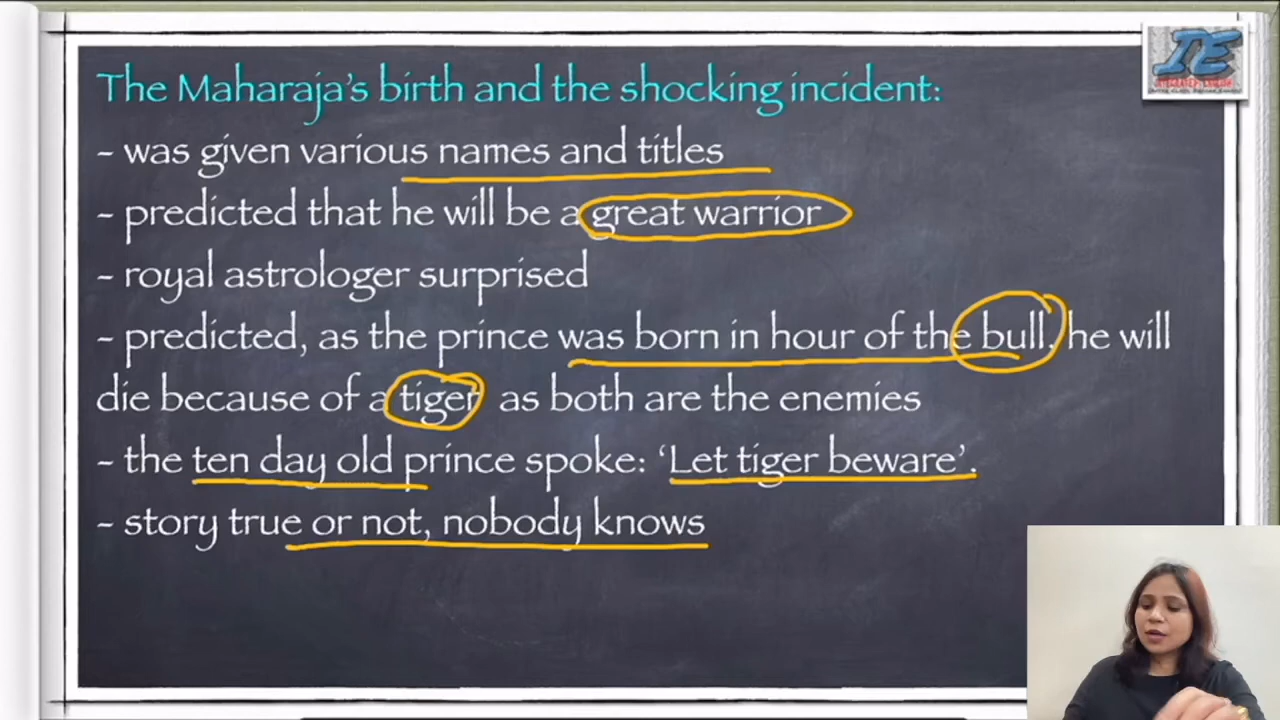 The Maharaja's birth and the shocking incident:
- was given various names and titles
- predicted that he will be a great warrior
- royal astrologer surprised
- predicted, as the prince was born in hour of the bull, he will
die because of a tiger as both are the enemies
- the ten day old prince spoke: 'Let tiger beware'.
- story true or not, nobody knows
IE